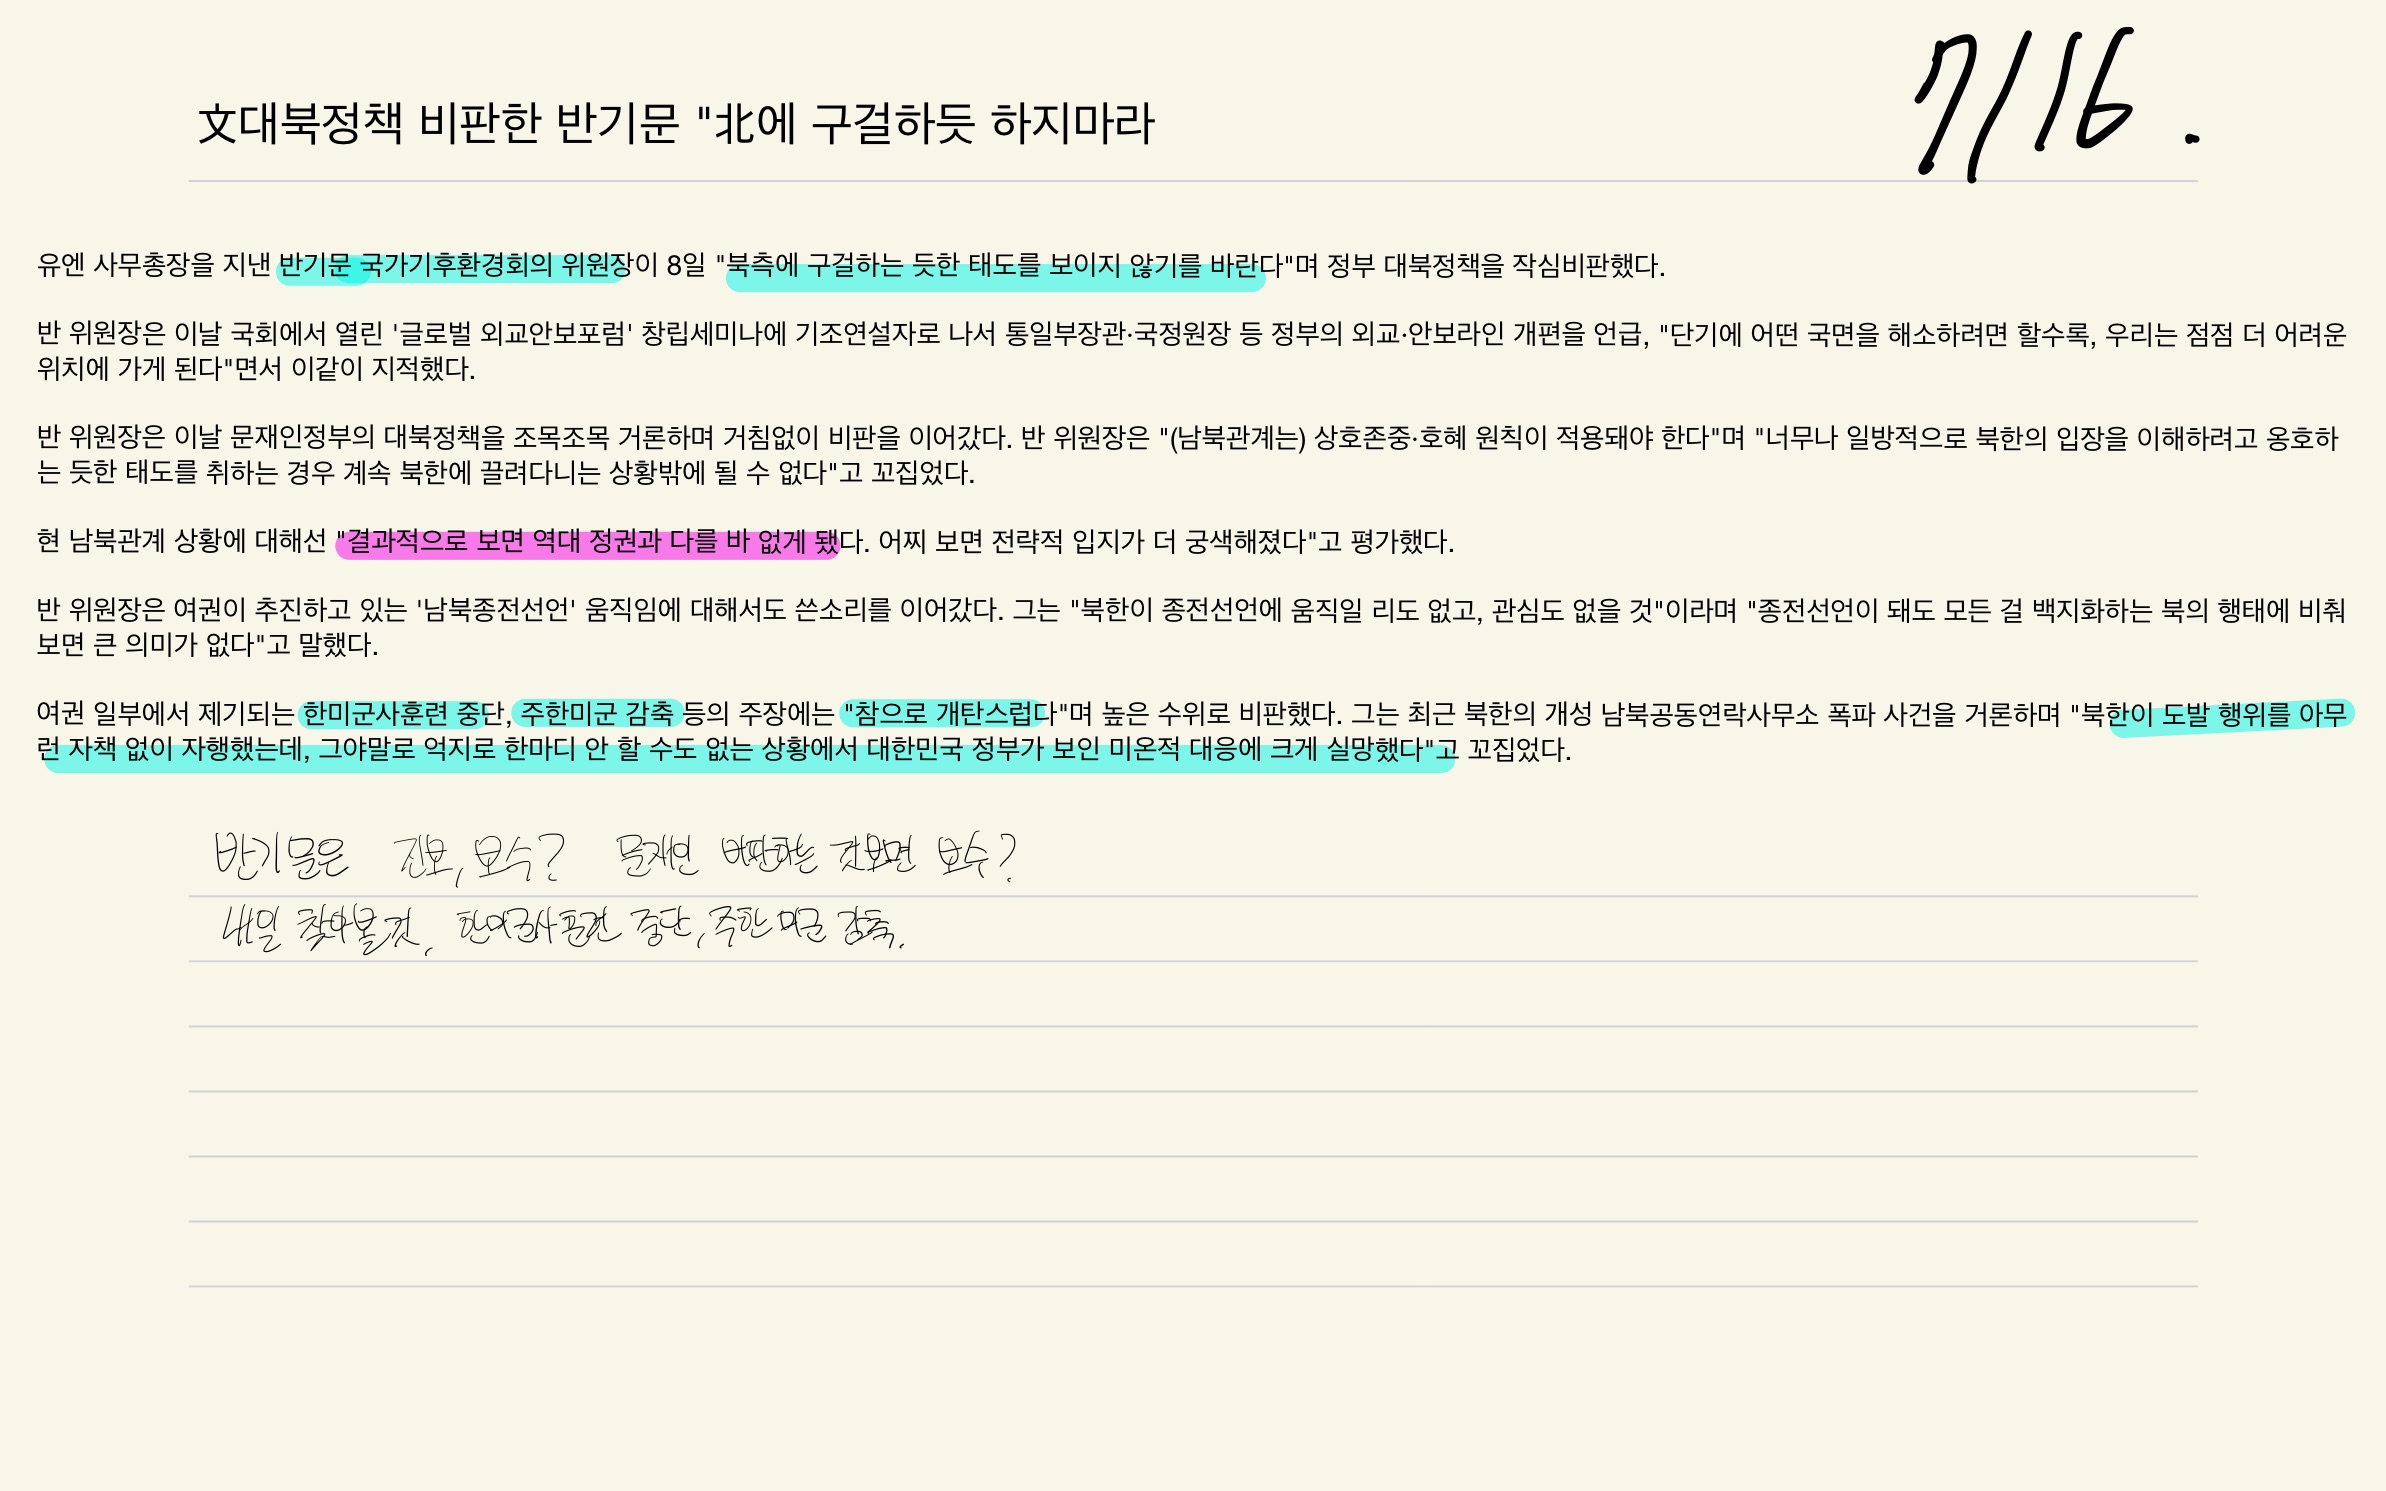 7/16.
文대북정책 비판한 반기문 "北에 구걸하듯 하지마라
유엔 사무총장을 지낸 반기문 국가기후환경회의 위원장이 8일 "북측에 구걸하는 듯한 태도를 보이지 않기를 바란다"며 정부 대북정책을 작심비판했다.
반 위원장은 이날 국회에서 열린 '글로벌 외교안보포럼' 창립세미나에 기조연설자로 나서 통일부장관·국정원장 등 정부의 외교·안보라인 개편을 언급, "단기에 어떤 국면을 해소하려면 할수록, 우리는 점점 더 어려운
위치에 가게 된다"면서 이같이 지적했다.
반 위원장은 이날 문재인정부의 대북정책을 조목조목 거론하며 거침없이 비판을 이어갔다. 반 위원장은 "(남북관계는) 상호존중·호혜 원칙이 적용돼야 한다"며 "너무나 일방적으로 북한의 입장을 이해하려고 옹호하
는 듯한 태도를 취하는 경우 계속 북한에 끌려다니는 상황밖에 될 수 없다"고 꼬집었다.
현 남북관계 상황에 대해선 "결과적으로 보면 역대 정권과 다를 바 없게 됐다. 어찌 보면 전략적 입지가 더 궁색해졌다"고 평가했다.
반 위원장은 여권이 추진하고 있는 '남북종전선언' 움직임에 대해서도 쓴소리를 이어갔다. 그는 "북한이 종전선언에 움직일 리도 없고, 관심도 없을 것"이라며 "종전선언이 돼도 모든 걸 백지화하는 북의 행태에 비춰
보면 큰 의미가 없다"고 말했다.
여권 일부에서 제기되는 한미군사훈련 중단, 주한미군 감축 등의 주장에는 "참으로 개탄스럽다"며 높은 수위로 비판했다. 그는 최근 북한의 개성 남북공동연락사무소 폭파 사건을 거론하며 "북한이 도발 행위를 아무
런 자책 없이 자행했는데, 그야말로 억지로 한마디 안 할 수도 없는 상황에서 대한민국 정부가 보인 미온적 대응에 크게 실망했다"고 꼬집었다.
반기문은 진보, 보수? 문재인 비판하는 것보면 보수?
내일 찾아볼것, 한미군사훈련 중단, 주한 미군 감축.